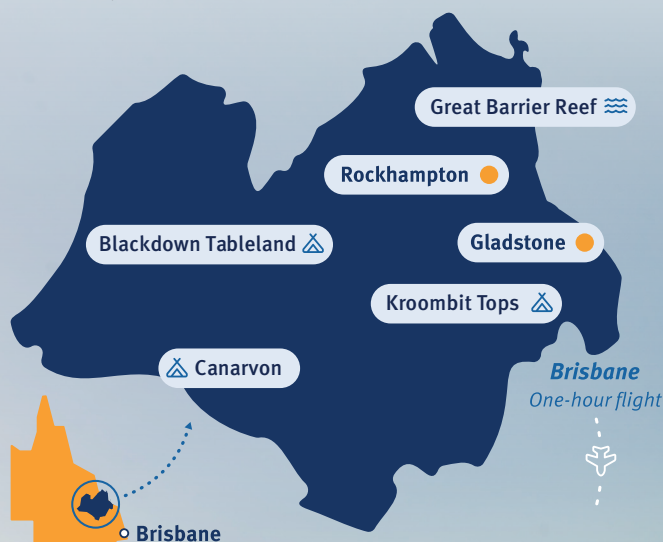 Great Barrier Reef
Rockhampton
Blackdown Tableland
Gladstone
Kroombit Tops
Canarvon
Brisbane
One-hour flight
Brisbane